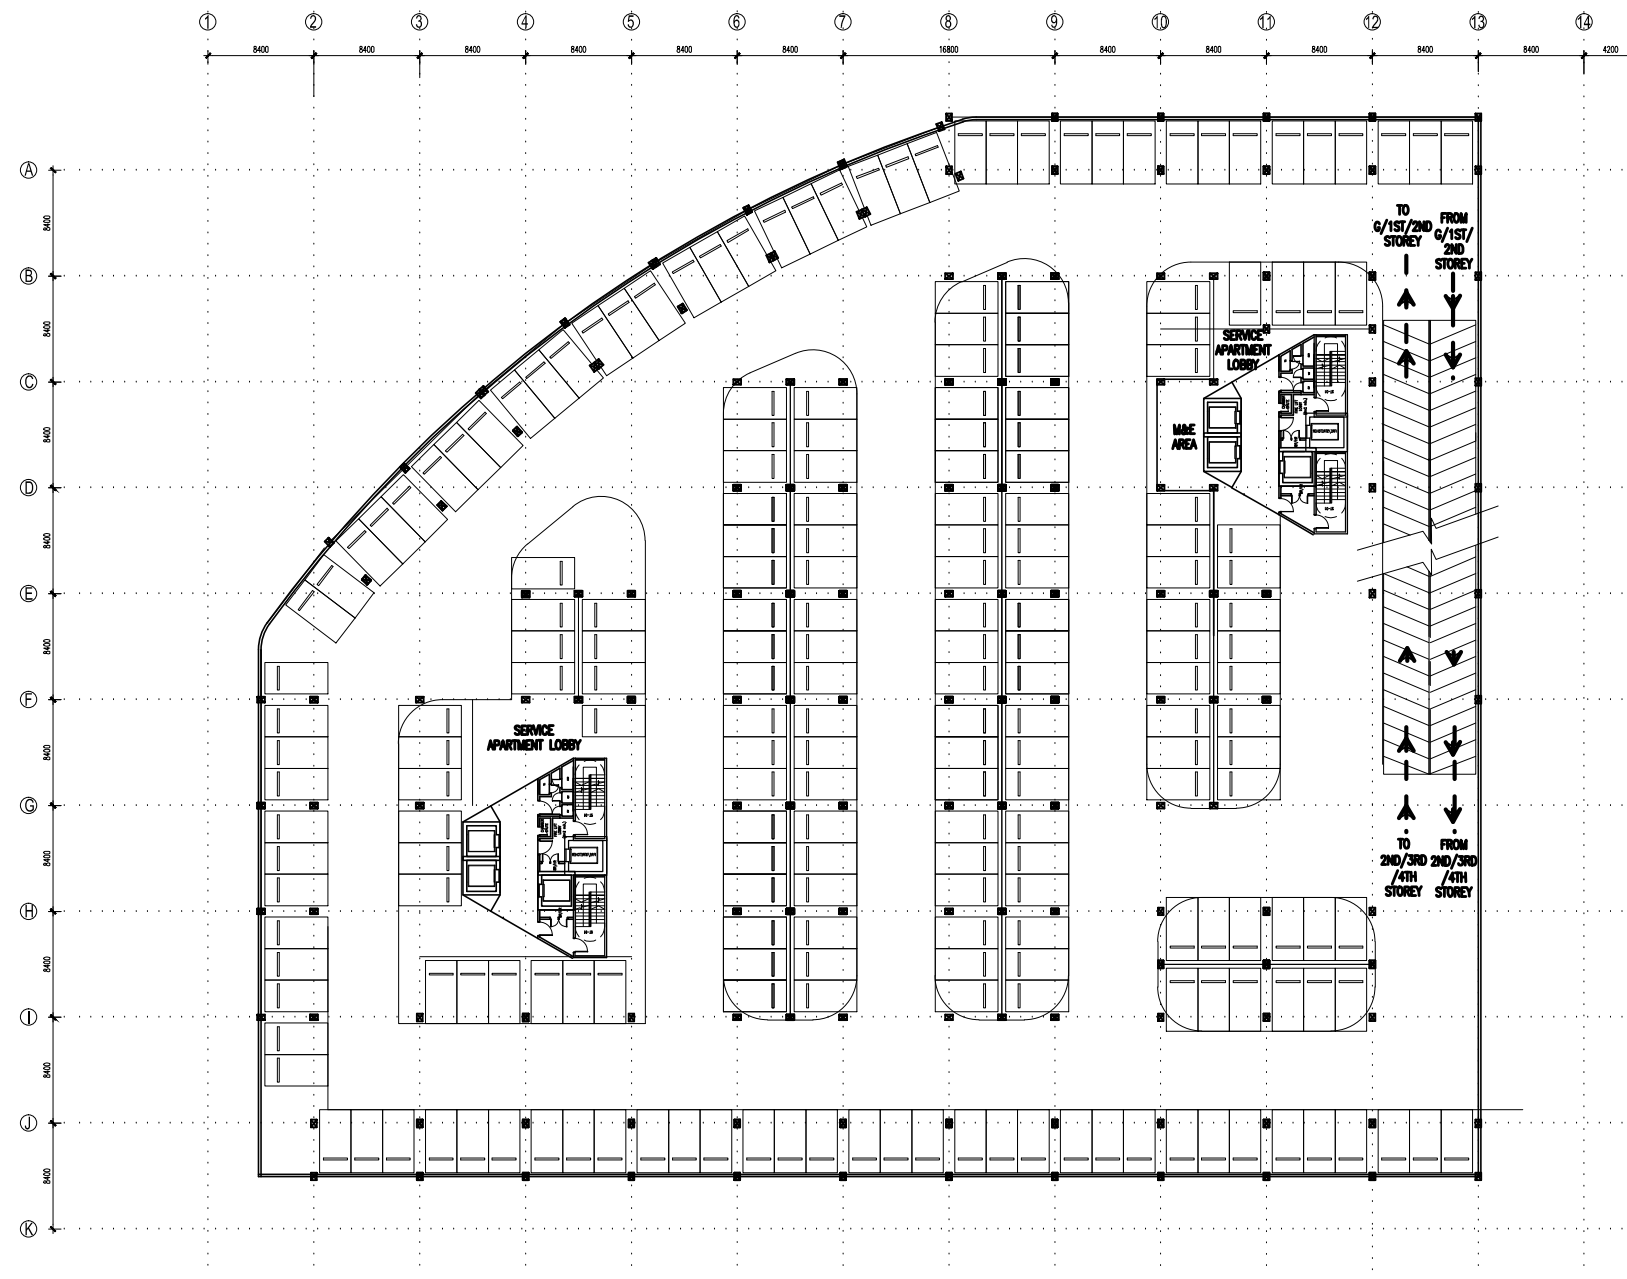 1 2 3 4 5 6 7 8 9 10 11 12 13 14
8400 8400 8400 8400 8400 8400 16800 8400 8400 8400 8400 8400 4200
A
8400
B
8400
C
8400
D
8400
E
8400
F
8400
G
8400
H
8400
I
8400
J
8400
K
TO
G/1ST/2ND
STOREY
FROM
G/1ST/
2ND
STOREY
SERVICE
APARTMENT
LOBBY
M&E
AREA
SERVICE
APARTMENT LOBBY
TO
2ND/3RD
/4TH
STOREY
FROM
2ND/3RD
/4TH
STOREY